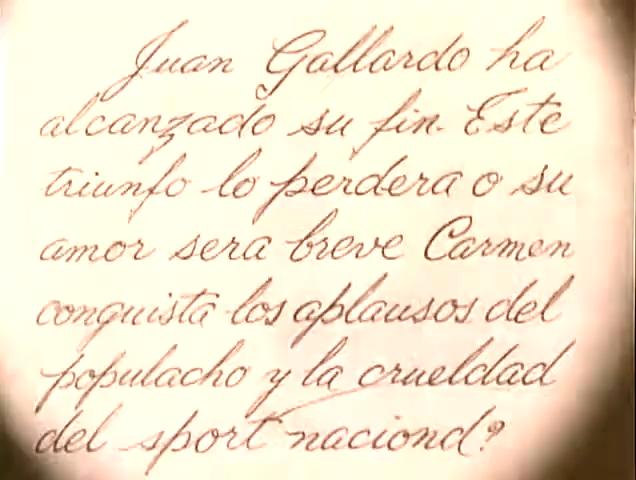 Juan Gallardo ha
alcanzado su fin. Este
triunfo lo perdera o su
amor sera breve Carmen
conquista los aplausos del
populacho y la crueldad
del sport naciond?